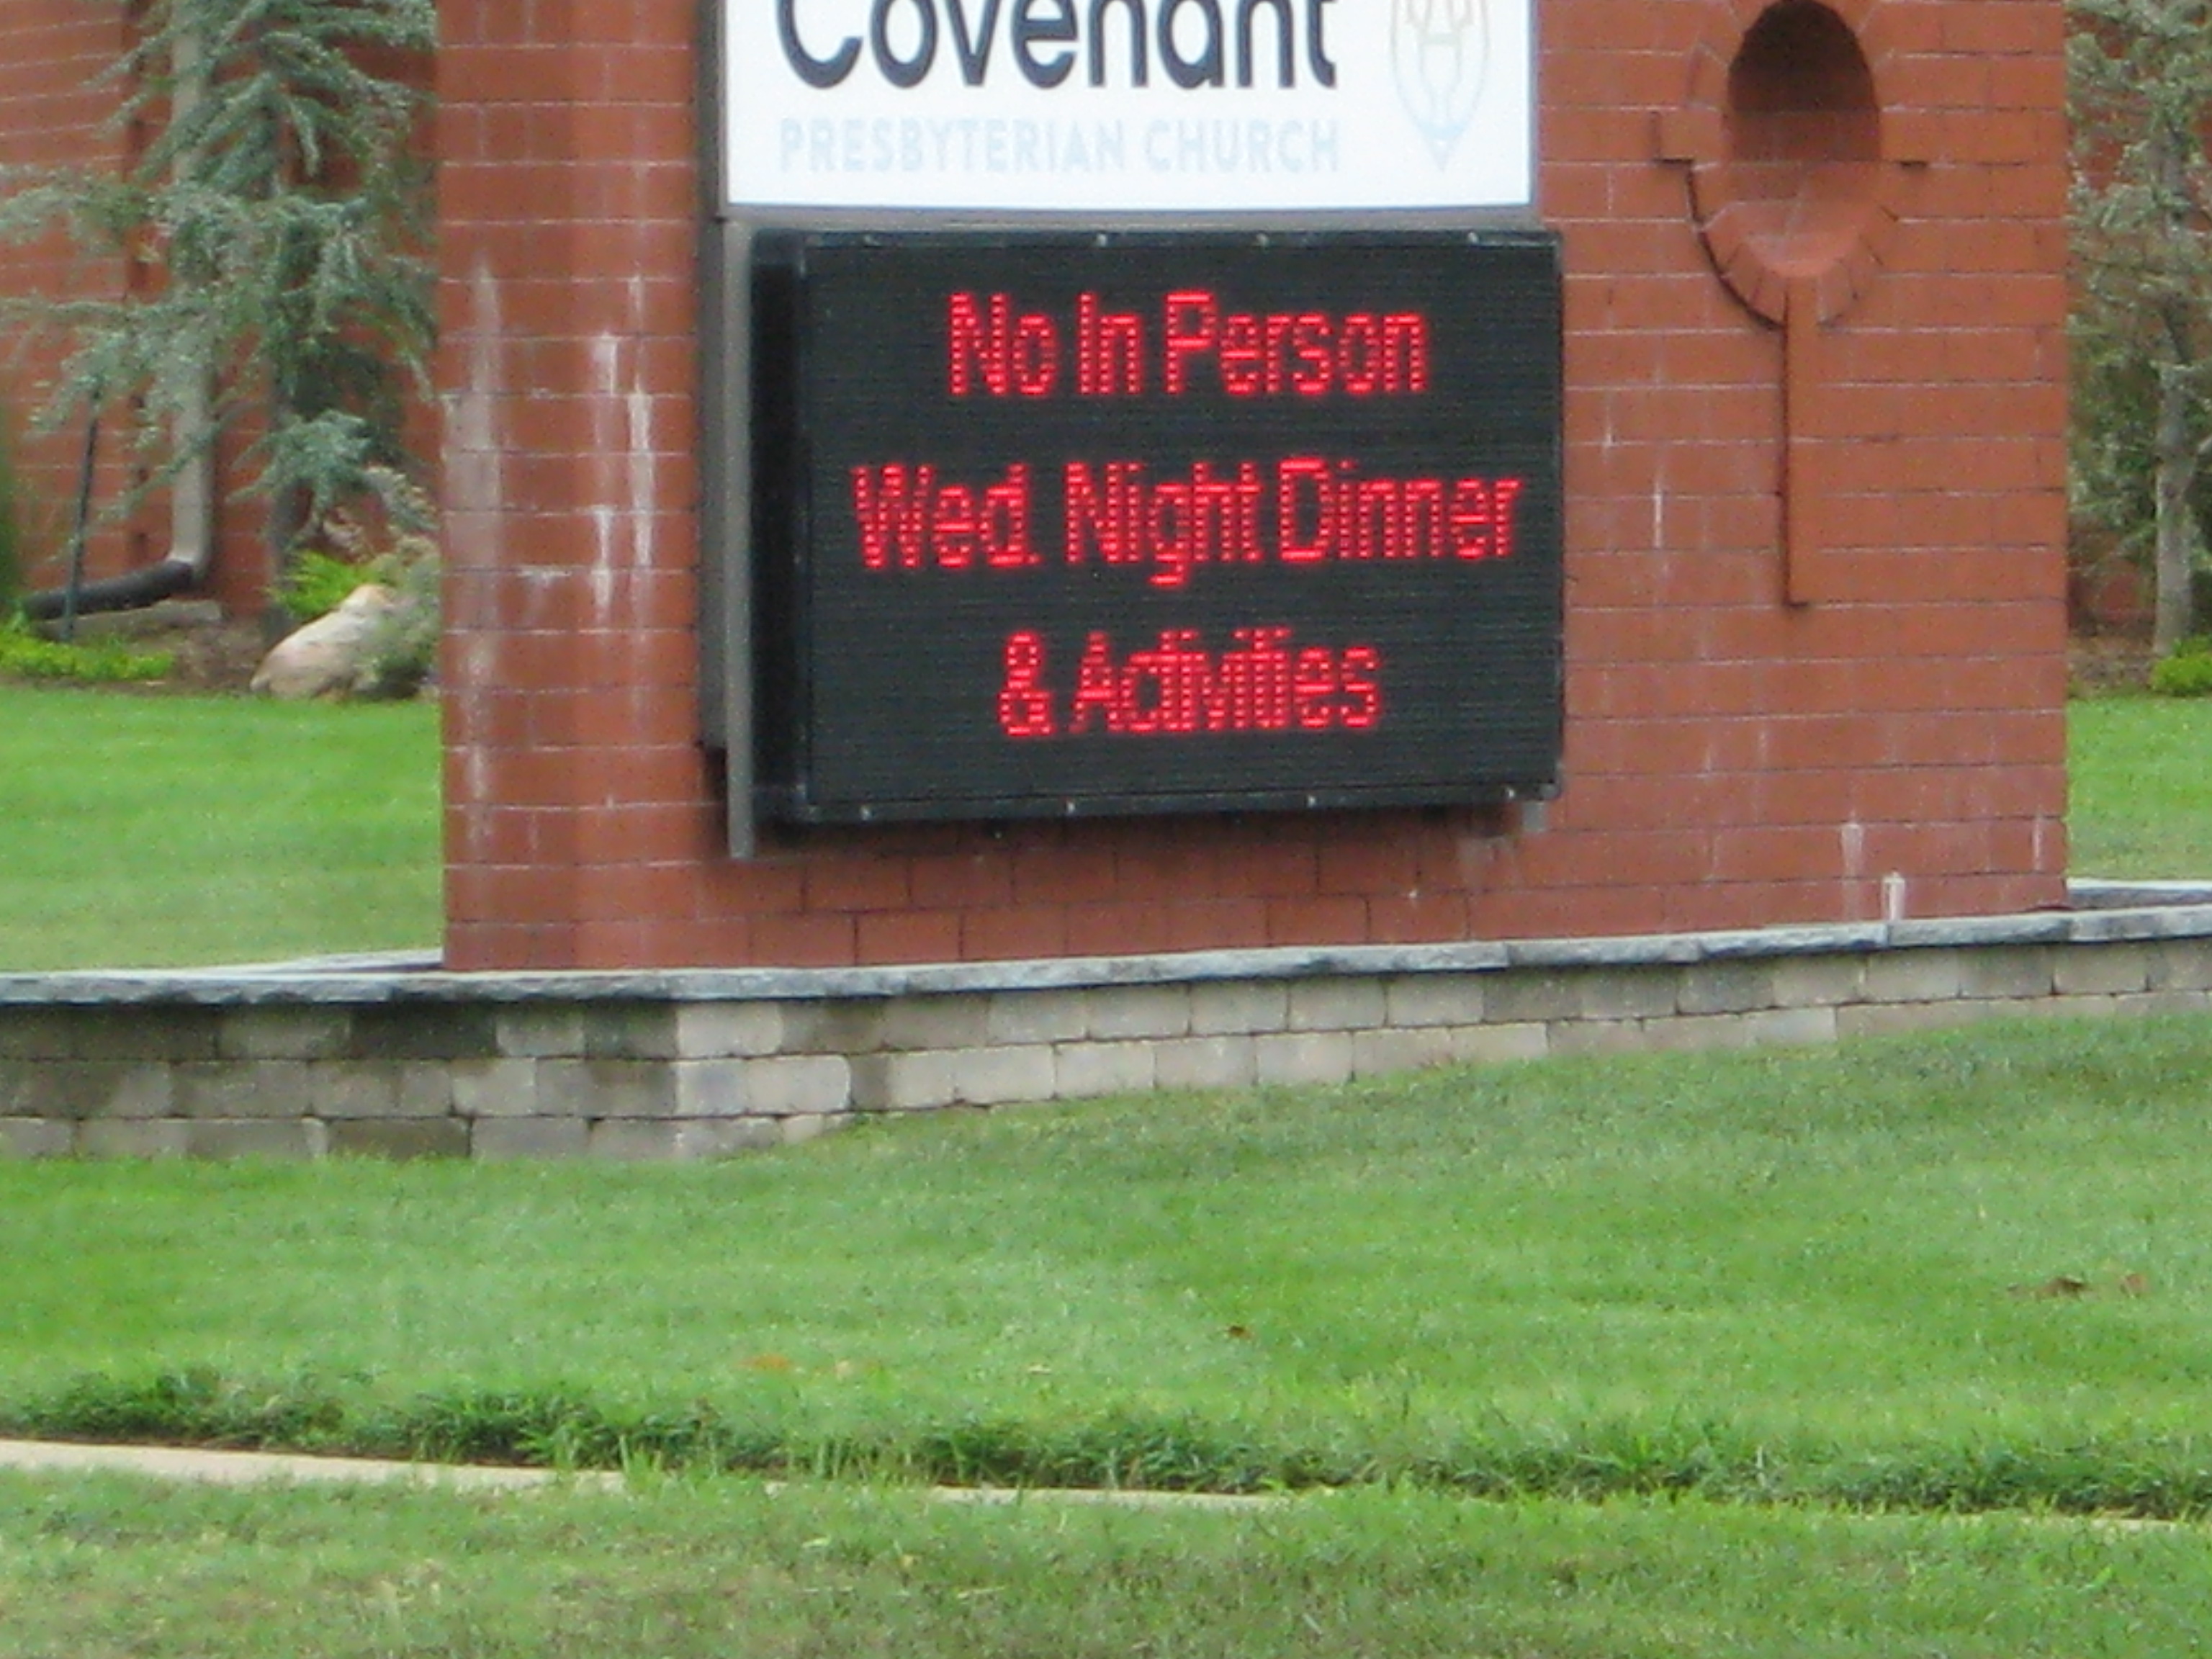 Covenant
PRESBYTERIAN CHURCH
No In Person
Wed. Night Dinner
& Activities